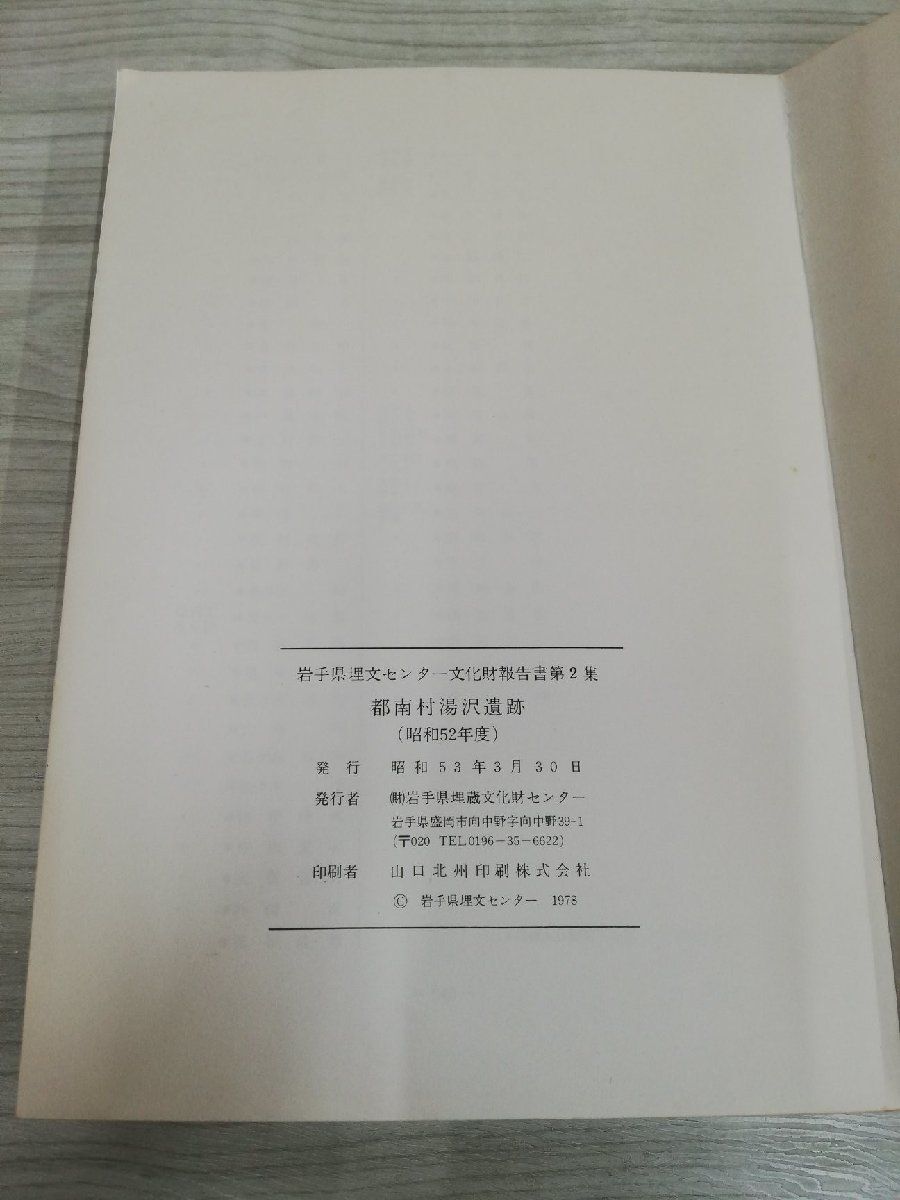 岩手県埋文センター文化財報告書第2集
都南村湯沢遺跡
(昭和52年度)
発行 昭和53年3月30日
発行者 ㈶岩手県埋蔵文化財センター
岩手県盛岡市向中野字向中野39-1
(〒020 TEL0196-35-6622)
印刷者 山口北州印刷株式会社
© 岩手県埋文センター 1978